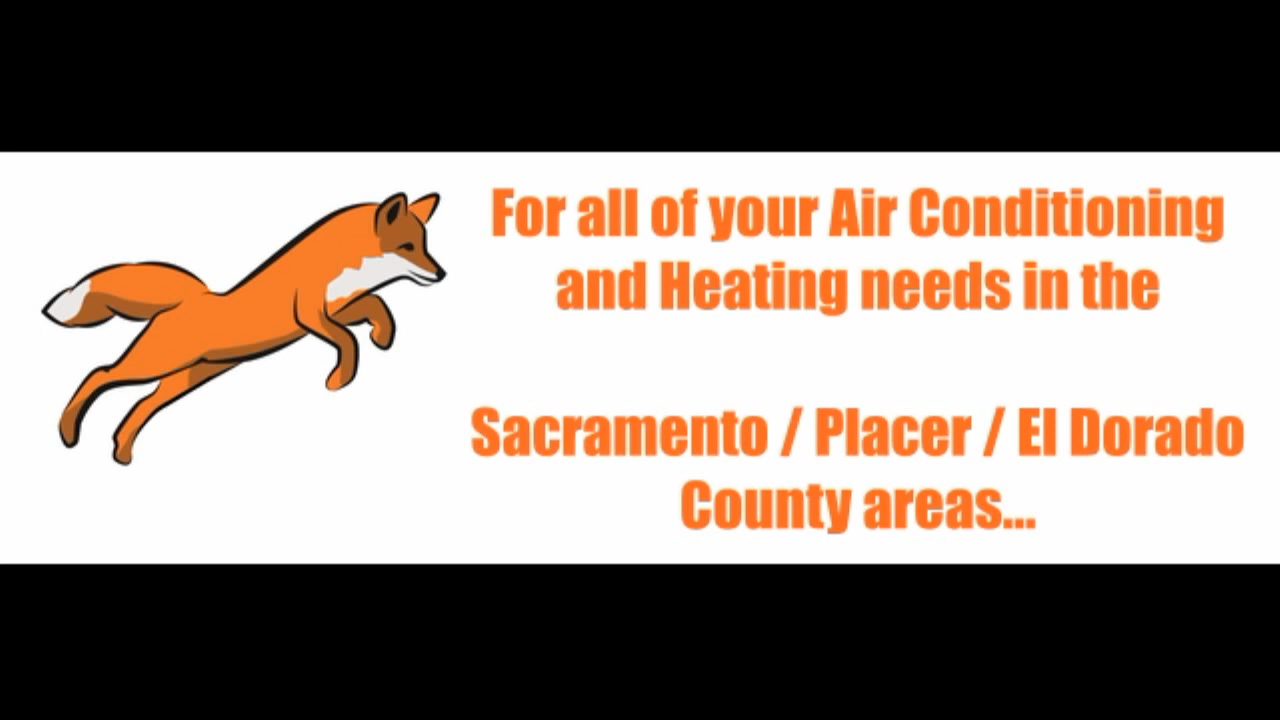 For all of your Air Conditioning
and Heating needs in the
Sacramento / Placer / El Dorado
County areas...